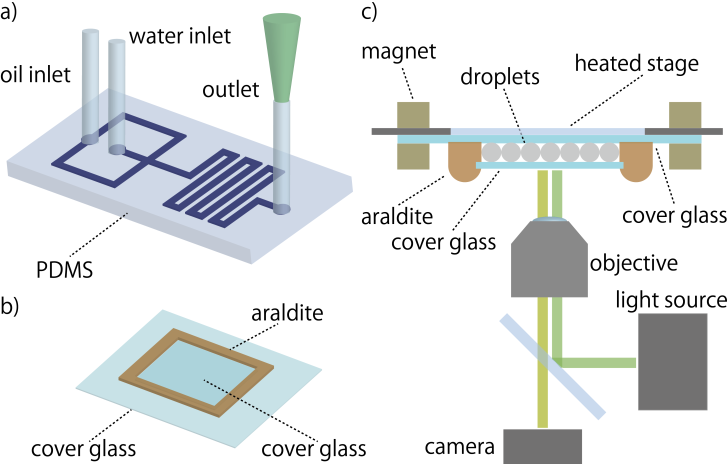 a)
water inlet
oil inlet
outlet
PDMS
b)
araldite
cover glass
cover glass
c)
magnet
droplets
heated stage
araldite
cover glass
cover glass
objective
light source
camera